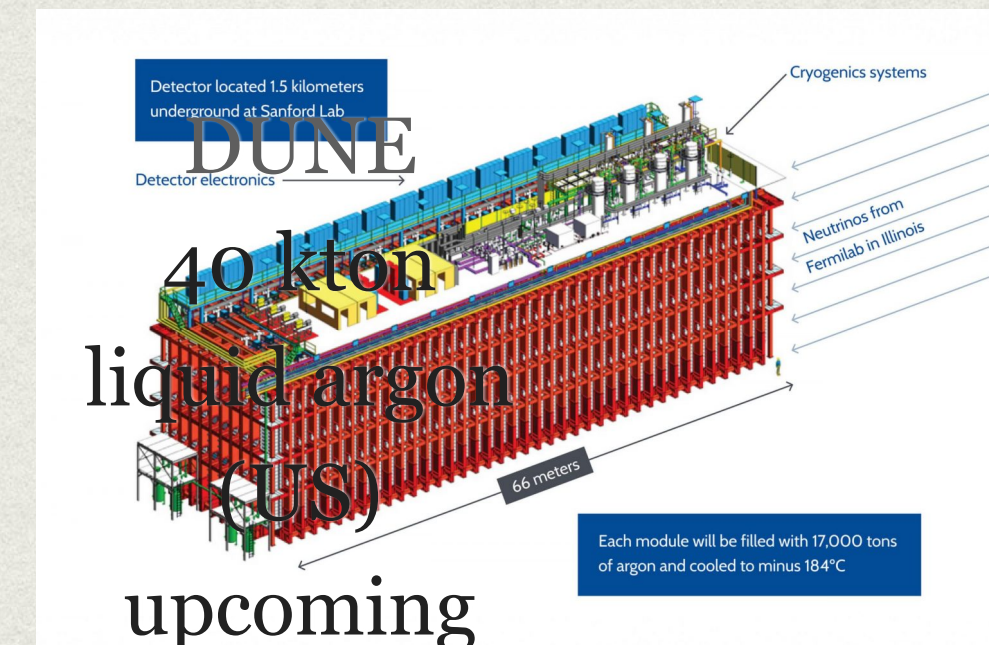 Detector located 1.5 kilometers
underground at Sanford Lab
DUNE
Detector electronics
Cryogenics systems
Neutrinos from
Fermilab in Illinois
40 kton
liquid argon
(US)
upcoming
66 meters
Each module will be filled with 17,000 tons
of argon and cooled to minus 184°C